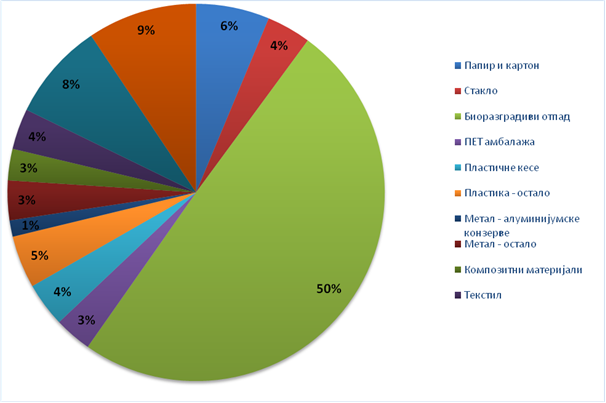 6%
4%
50%
3%
4%
5%
1%
3%
3%
4%
8%
9%
Папир и картон
Стакло
Биоразградиви отпад
ПЕТ амбалажа
Пластичне кесе
Пластика - остало
Метал - алуминијумске
конзерве
Метал - остало
Композитни материјали
Текстил